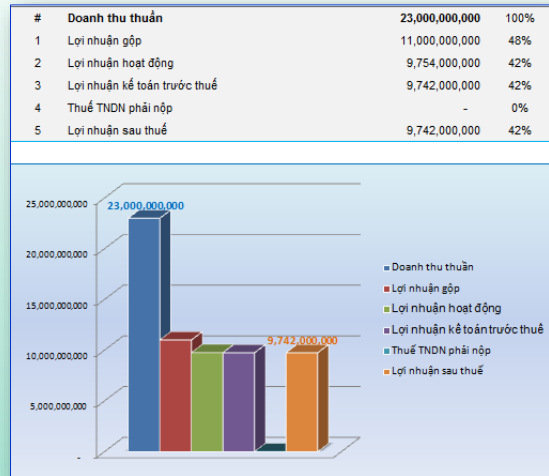 # Doanh thu thuần 23,000,000,000 100%
1 Lợi nhuận gộp 11,000,000,000 48%
2 Lợi nhuận hoạt động 9,754,000,000 42%
3 Lợi nhuận kế toán trước thuế 9,742,000,000 42%
4 Thuế TNDN phải nộp - 0%
5 Lợi nhuận sau thuế 9,742,000,000 42%
25,000,000,000
20,000,000,000
15,000,000,000
10,000,000,000
5,000,000,000
-
23,000,000,000
9,742,000,000
Doanh thu thuần
Lợi nhuận gộp
Lợi nhuận hoạt động
Lợi nhuận kế toán trước thuế
Thuế TNDN phải nộp
Lợi nhuận sau thuế